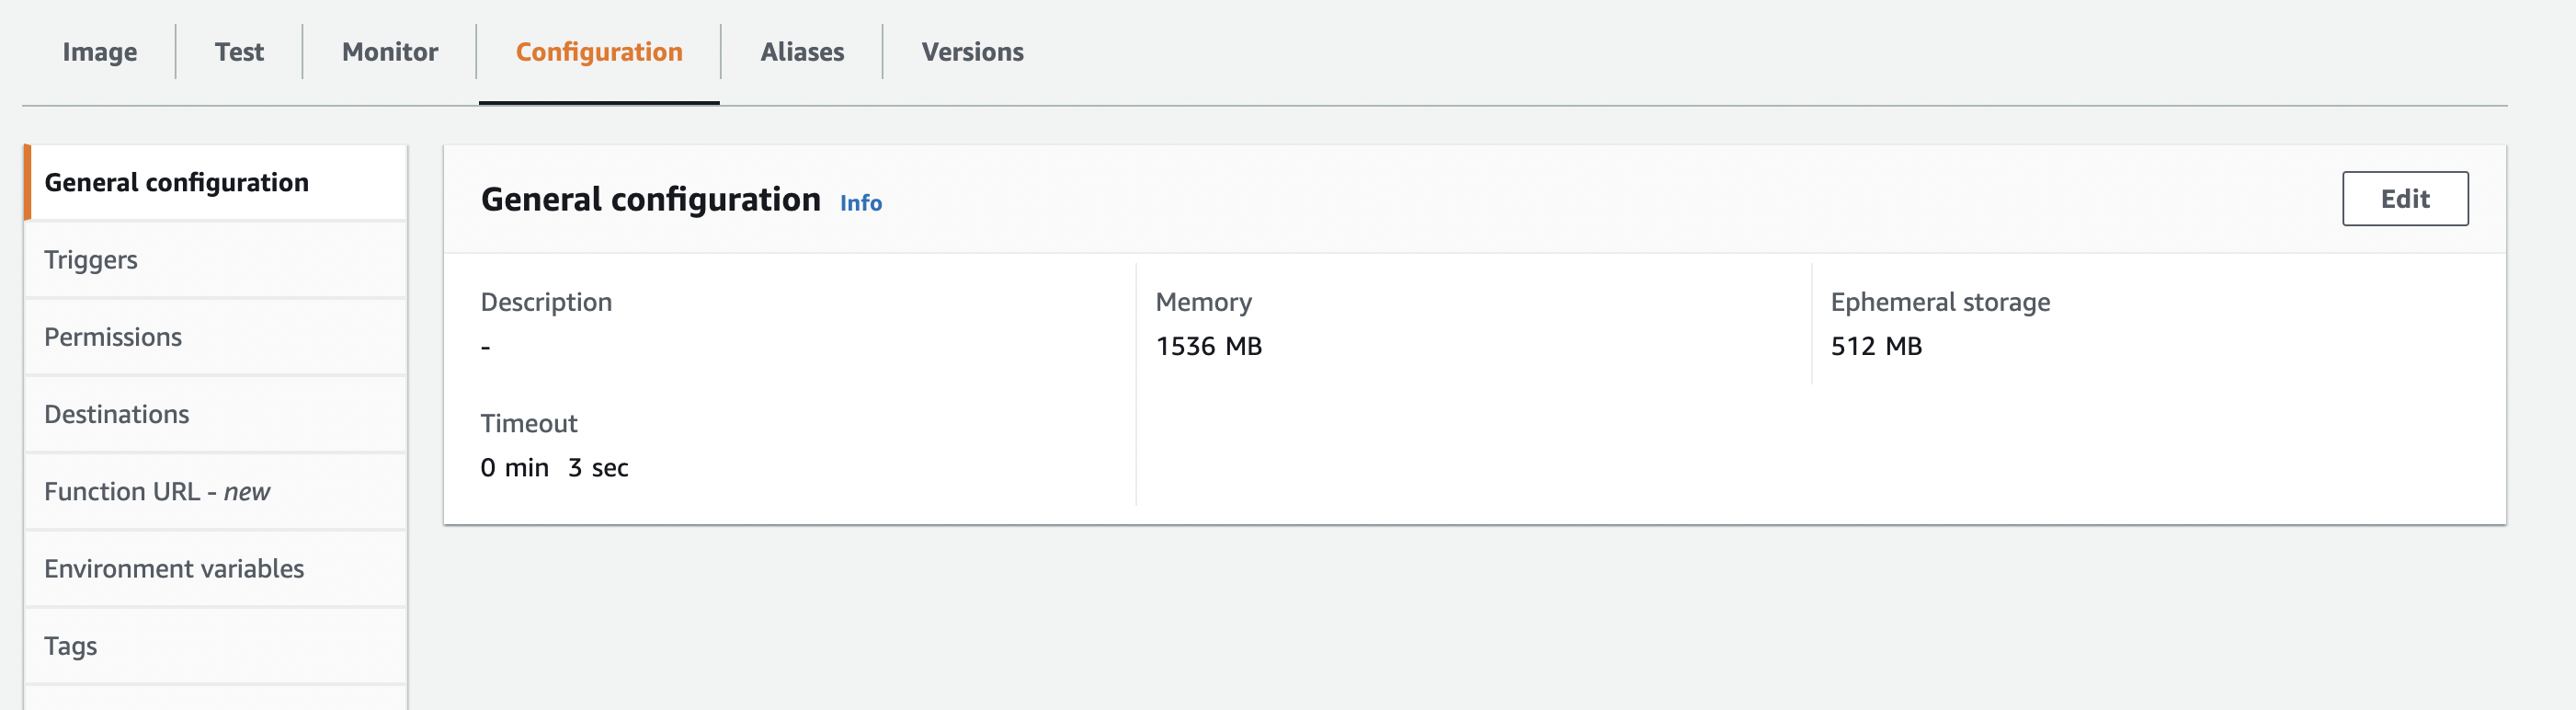 Image Test Monitor Configuration Aliases Versions
General configuration
Triggers
Permissions
Destinations
Function URL - new
Environment variables
Tags
General configuration Info
Edit
Description
-
Memory
1536 MB
Ephemeral storage
512 MB
Timeout
0 min 3 sec